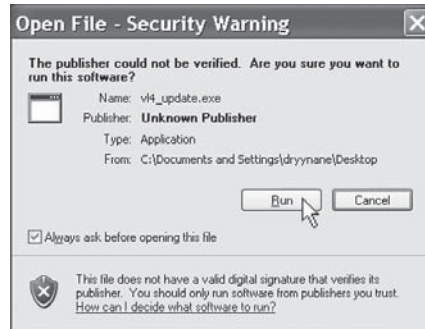 Open File - Security Warning
The publisher could not be verified. Are you sure you want to
run this software?
Name: vl4_update.exe
Publisher: Unknown Publisher
Type: Application
From: C:\Documents and Settings\dryynane\Desktop
Run Cancel
Always ask before opening this file
This file does not have a valid digital signature that verifies its
publisher. You should only run software from publishers you trust.
How can I decide what software to run?